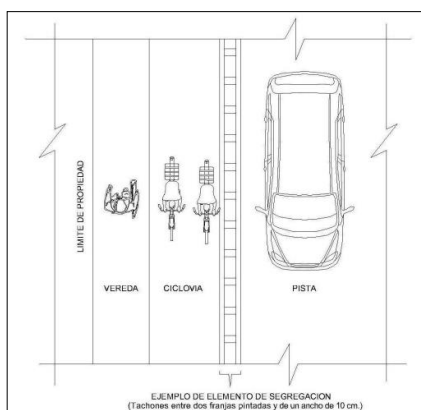 LIMITE DE PROPIEDAD
VEREDA
CICLOVIA
PISTA
EJEMPLO DE ELEMENTO DE SEGREGACION
(Tachones entre dos franjas pintadas y de un ancho de 10 cm.)